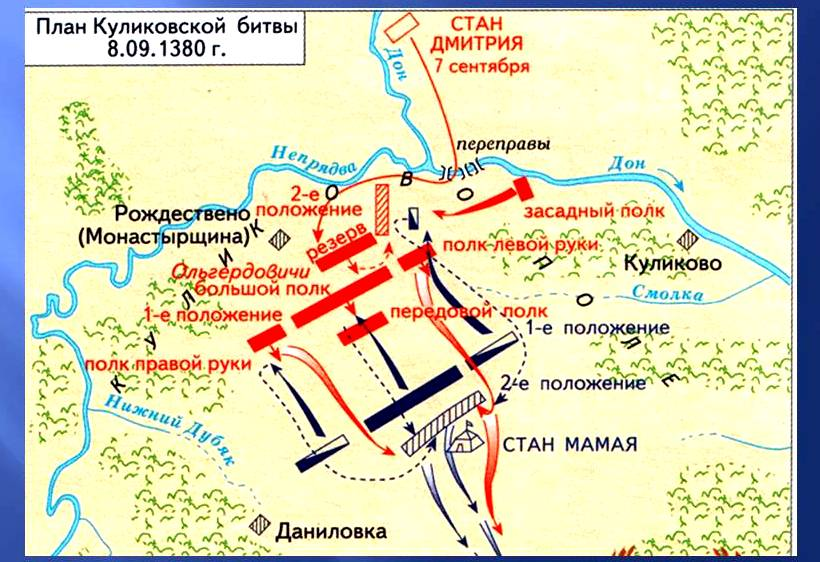 План Куликовской битвы
8.09.1380 г.
СТАН
ДМИТРИЯ
7 сентября
Дон
переправы
Непрядва
Дон
2-е
положение
засадный полк
Рождествено
(Монастырщина)
резерв
полк левой руки
Куликово
Ольгердовичи
большой полк
Смолка
1-е положение
передовой полк
1-е положение
КУЛИКОВО ПОЛЕ
полк правой руки
2-е положение
Нижний Дубяк
СТАН МАМАЯ
Даниловка